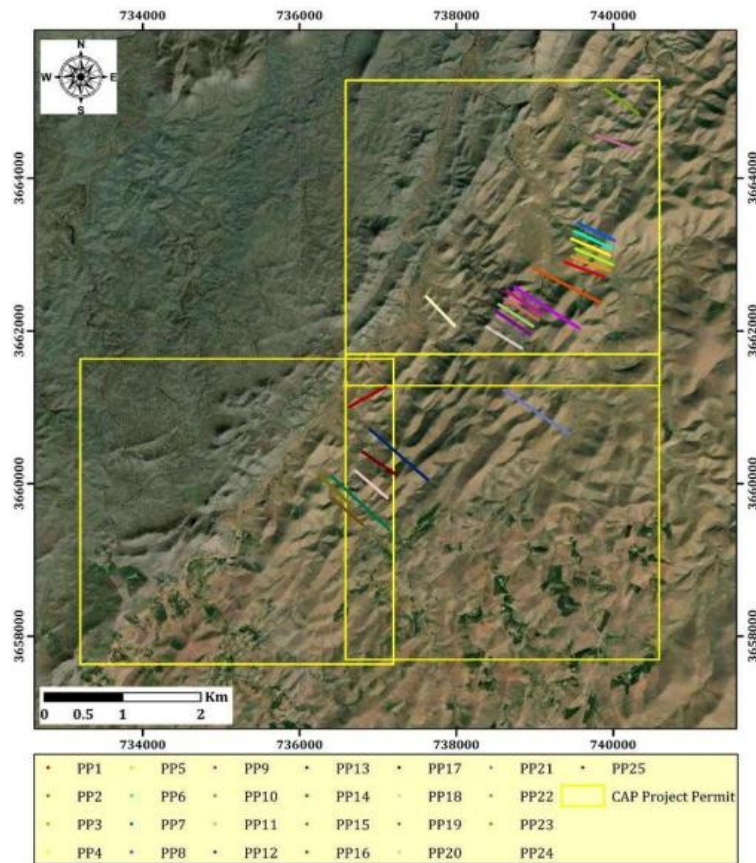 734000 736000 738000 740000
N
W E
S
3664000 3664000
3662000 3662000
3660000 3660000
3658000 3658000
Km
0 0.5 1 2
734000 736000 738000 740000
PP1 PP5 PP9 PP13 PP17 PP21 PP25
PP2 PP6 PP10 PP14 PP18 PP22 CAP Project Permit
PP3 PP7 PP11 PP15 PP19 PP23
PP4 PP8 PP12 PP16 PP20 PP24